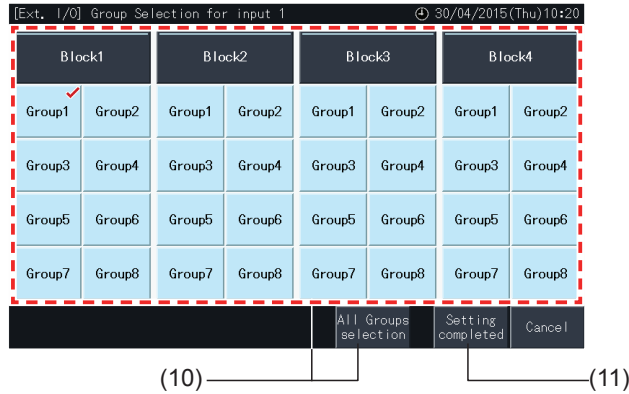 [Ext. I/O] Group Selection for input 1 30/04/2015(Thu)10:20
Block1 Block2 Block3 Block4
Group1 Group2 Group1 Group2 Group1 Group2 Group1 Group2
Group3 Group4 Group3 Group4 Group3 Group4 Group3 Group4
Group5 Group6 Group5 Group6 Group5 Group6 Group5 Group6
Group7 Group8 Group7 Group8 Group7 Group8 Group7 Group8
All Groups selection Setting completed Cancel
(10) (11)